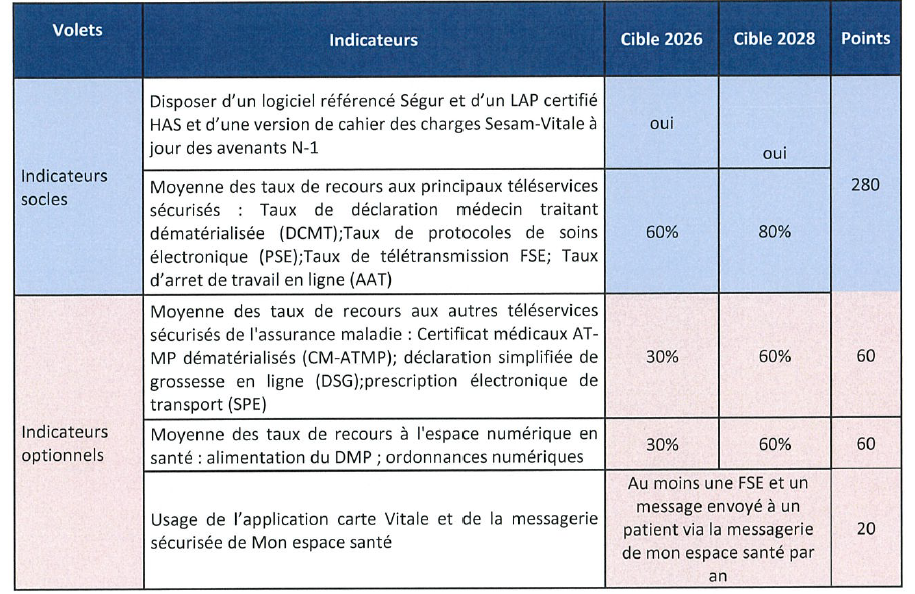 Volets
Indicateurs
Cible 2026
Cible 2028
Points
Indicateurs
socles
Disposer d'un logiciel référencé Ségur et d'un LAP certifié
HAS et d'une version de cahier des charges Sesam-Vitale à
jour des avenants N-1
oui
oui
280
Moyenne des taux de recours aux principaux téléservices
sécurisés : Taux de déclaration médecin traitant
dématérialisée (DCMT);Taux de protocoles de soins
électronique (PSE);Taux de télétransmission FSE; Taux
d'arret de travail en ligne (AAT)
60%
80%
Indicateurs
optionnels
Moyenne des taux de recours aux autres téléservices
sécurisés de l'assurance maladie : Certificat médicaux AT-
MP dématérialisés (CM-ATMP); déclaration simplifiée de
grossesse en ligne (DSG);prescription électronique de
transport (SPE)
30%
60%
60
Moyenne des taux de recours à l'espace numérique en
santé : alimentation du DMP ; ordonnances numériques
30%
60%
60
Usage de l'application carte Vitale et de la messagerie
sécurisée de Mon espace santé
Au moins une FSE et un
message envoyé à un
patient via la messagerie
de mon espace santé par
an
20